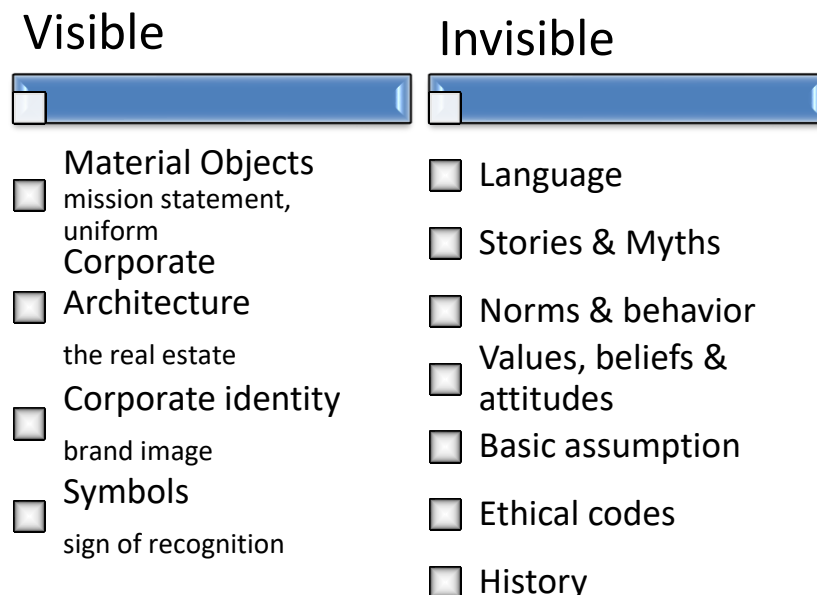 Visible
Material Objects
mission statement,
uniform
Corporate
Architecture
the real estate
Corporate identity
brand image
Symbols
sign of recognition
Invisible
Language
Stories & Myths
Norms & behavior
Values, beliefs &
attitudes
Basic assumption
Ethical codes
History